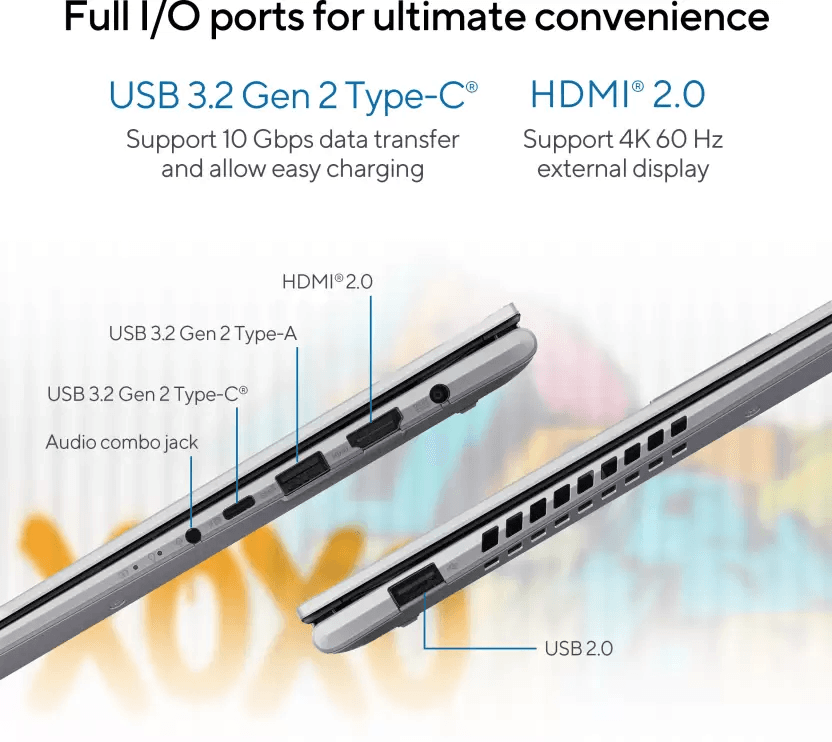 Full I/O ports for ultimate convenience
USB 3.2 Gen 2 Type-C®
Support 10 Gbps data transfer
and allow easy charging
HDMI® 2.0
Support 4K 60 Hz
external display
HDMI® 2.0
USB 3.2 Gen 2 Type-A
USB 3.2 Gen 2 Type-C®
Audio combo jack
XOXO
USB 2.0